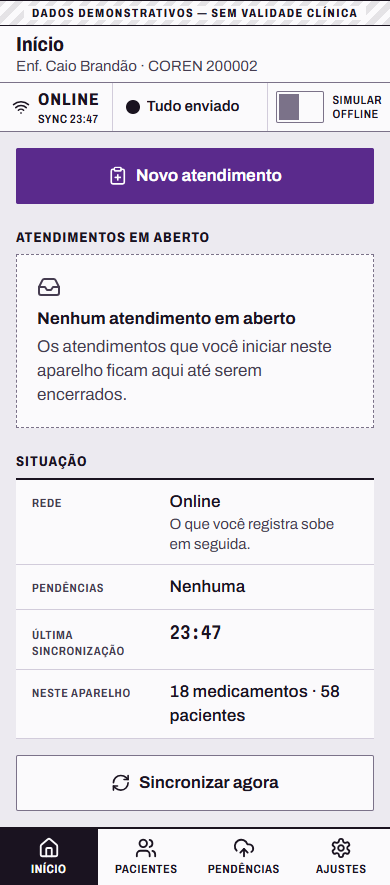 DADOS DEMONSTRATIVOS — SEM VALIDADE CLÍNICA
Início
Enf. Caio Brandão · COREN 200002
ONLINE
SYNC 23:47
Tudo enviado
SIMULAR
OFFLINE
Novo atendimento
ATENDIMENTOS EM ABERTO
Nenhum atendimento em aberto
Os atendimentos que você iniciar neste
aparelho ficam aqui até serem
encerrados.
SITUAÇÃO
REDE
Online
O que você registra sobe
em seguida.
PENDÊNCIAS
Nenhuma
ÚLTIMA
SINCRONIZAÇÃO
23:47
NESTE APARELHO
18 medicamentos · 58
pacientes
Sincronizar agora
INÍCIO
PACIENTES
PENDÊNCIAS
AJUSTES